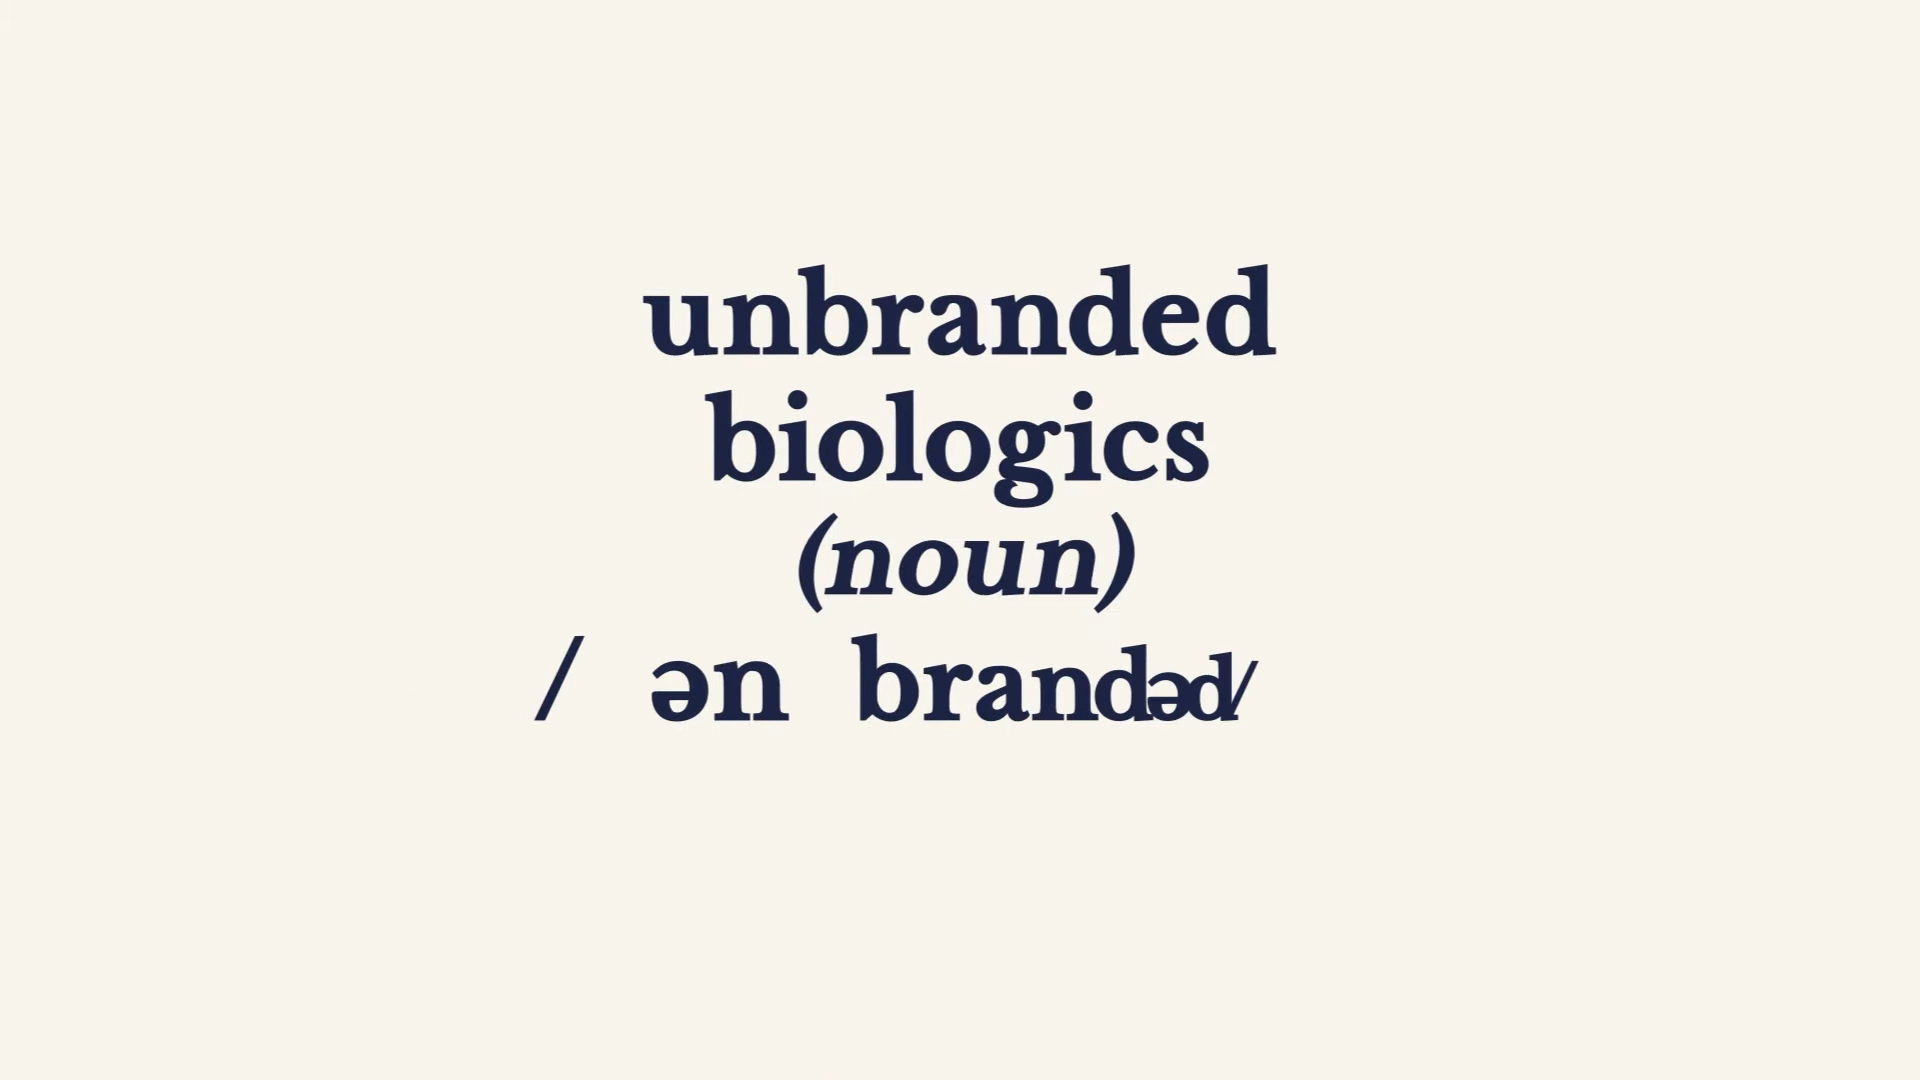 unbranded
biologics
(noun)
/ ən brandəd/